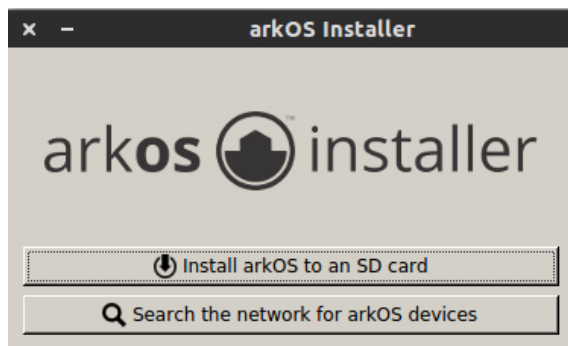 arkOS Installer
arkos installer
Install arkOS to an SD card
Search the network for arkOS devices